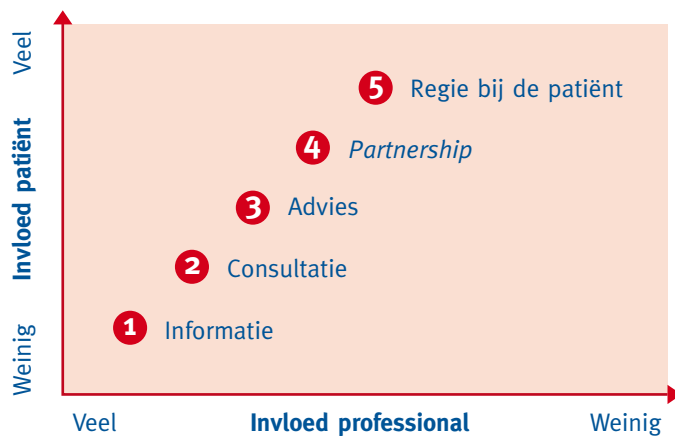 Veel
5 Regie bij de patiënt
4 Partnership
Invloed patiënt
3 Advies
2 Consultatie
1 Informatie
Weinig
Veel Invloed professional Weinig